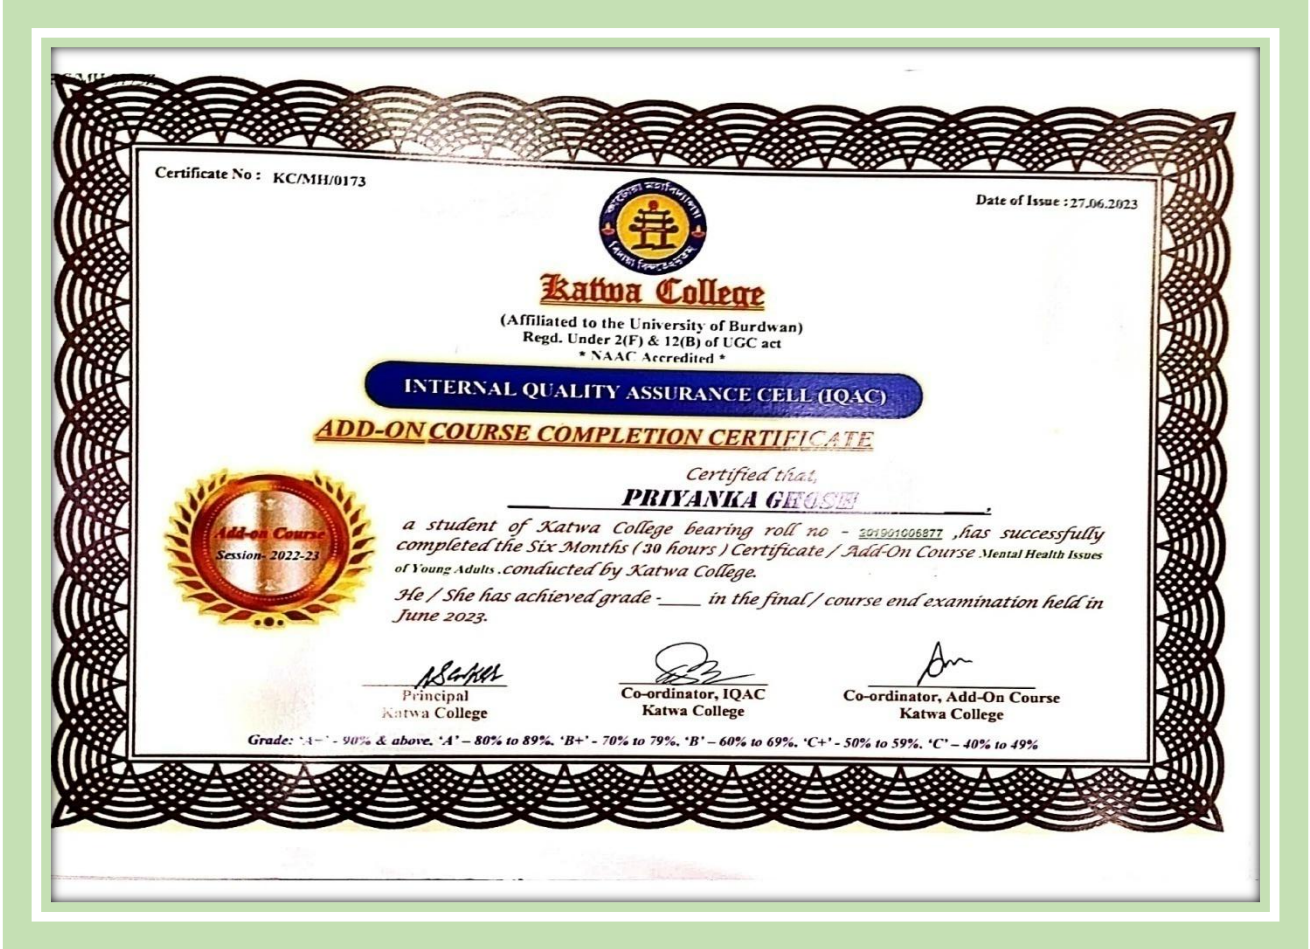 Certificate No : KC/MH/0173
Date of Issue : 27.06.2023
Katwa College
(Affiliated to the University of Burdwan)
Regd. Under 2(F) & 12(B) of UGC act
* NAAC Accredited *
INTERNAL QUALITY ASSURANCE CELL (IQAC)
ADD-ON COURSE COMPLETION CERTIFICATE
Certified that,
PRIYANKA GHOSH
Add-on Course
Session- 2022-23
a student of Katwa College bearing roll no - 201901006877 ,has successfully
completed the Six Months ( 30 hours ) Certificate / Add-On Course Mental Health Issues
of Young Adults .conducted by Katwa College.
He / She has achieved grade -____ in the final / course end examination held in
June 2023.
Principal
Katwa College
Co-ordinator, IQAC
Katwa College
Co-ordinator, Add-On Course
Katwa College
Grade: 'A+' - 90% & above, 'A' – 80% to 89%, 'B+' - 70% to 79%, 'B' – 60% to 69%, 'C+' - 50% to 59%, 'C' – 40% to 49%